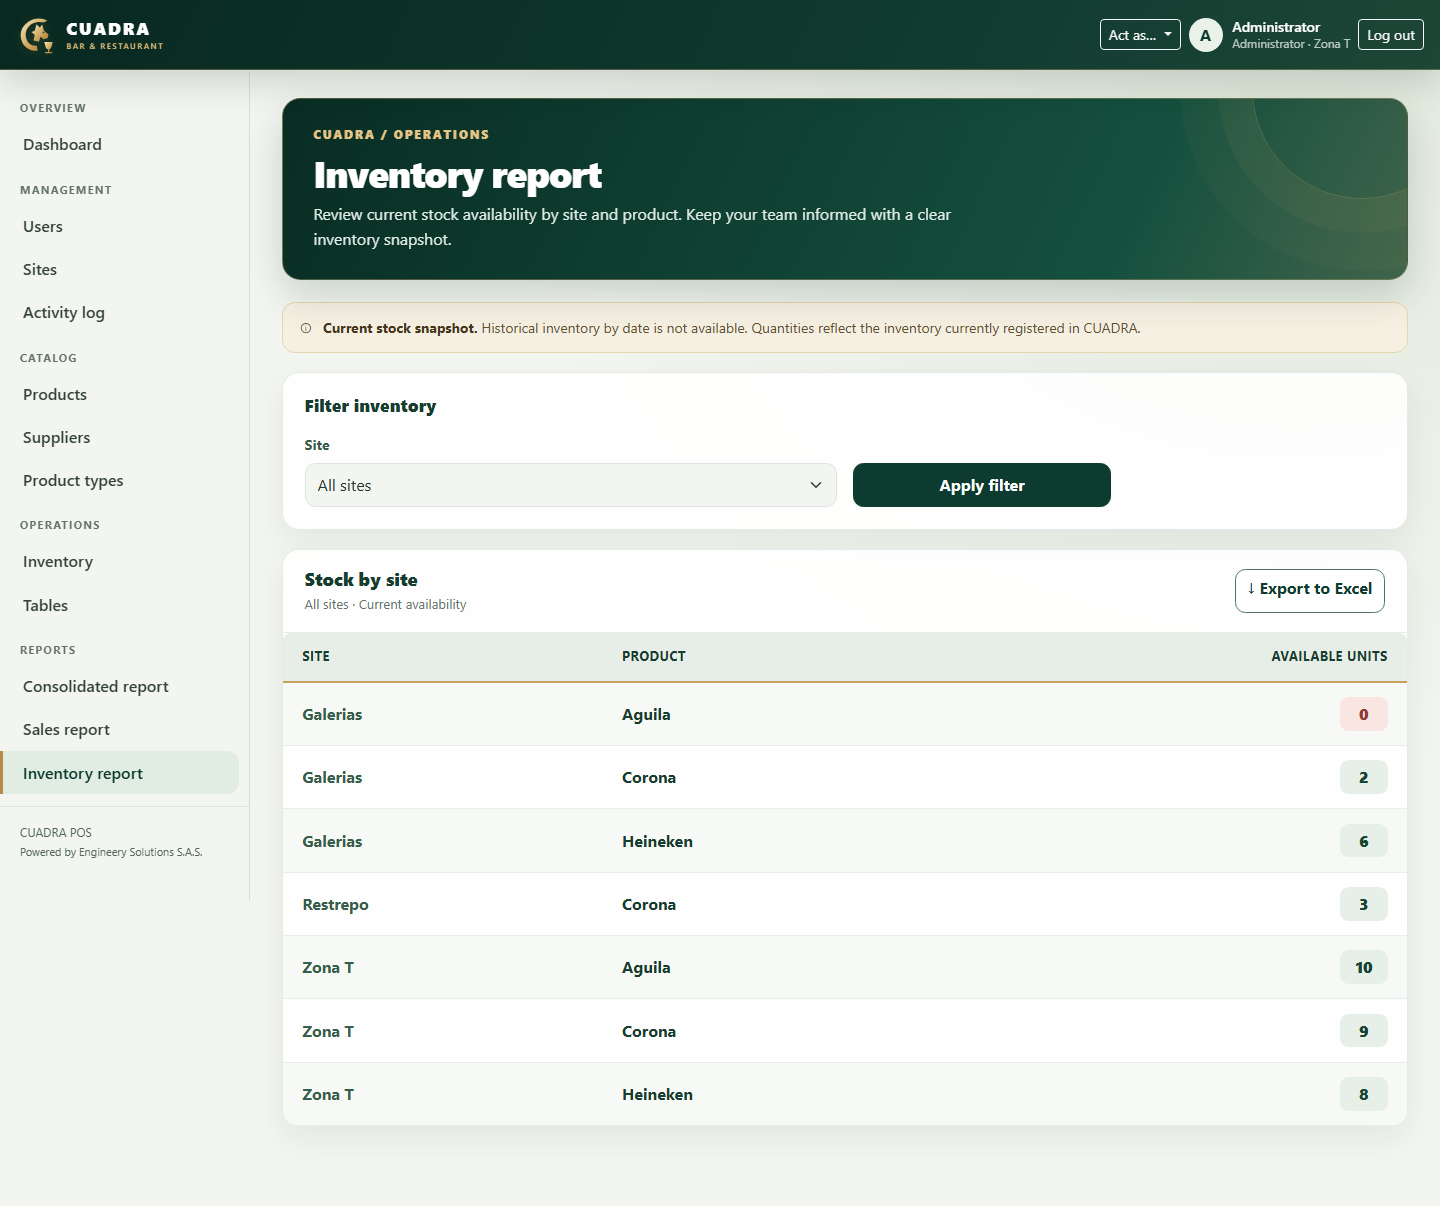 CUADRA
BAR & RESTAURANT
Act as...
A
Administrator
Administrator · Zona T
Log out
OVERVIEW
Dashboard
MANAGEMENT
Users
Sites
Activity log
CATALOG
Products
Suppliers
Product types
OPERATIONS
Inventory
Tables
REPORTS
Consolidated report
Sales report
Inventory report
CUADRA POS
Powered by Engineery Solutions S.A.S.
CUADRA / OPERATIONS
Inventory report
Review current stock availability by site and product. Keep your team informed with a clear
inventory snapshot.
Current stock snapshot. Historical inventory by date is not available. Quantities reflect the inventory currently registered in CUADRA.
Filter inventory
Site
All sites
Apply filter
Stock by site
All sites · Current availability
↓ Export to Excel
SITE PRODUCT AVAILABLE UNITS
Galerias Aguila 0
Galerias Corona 2
Galerias Heineken 6
Restrepo Corona 3
Zona T Aguila 10
Zona T Corona 9
Zona T Heineken 8